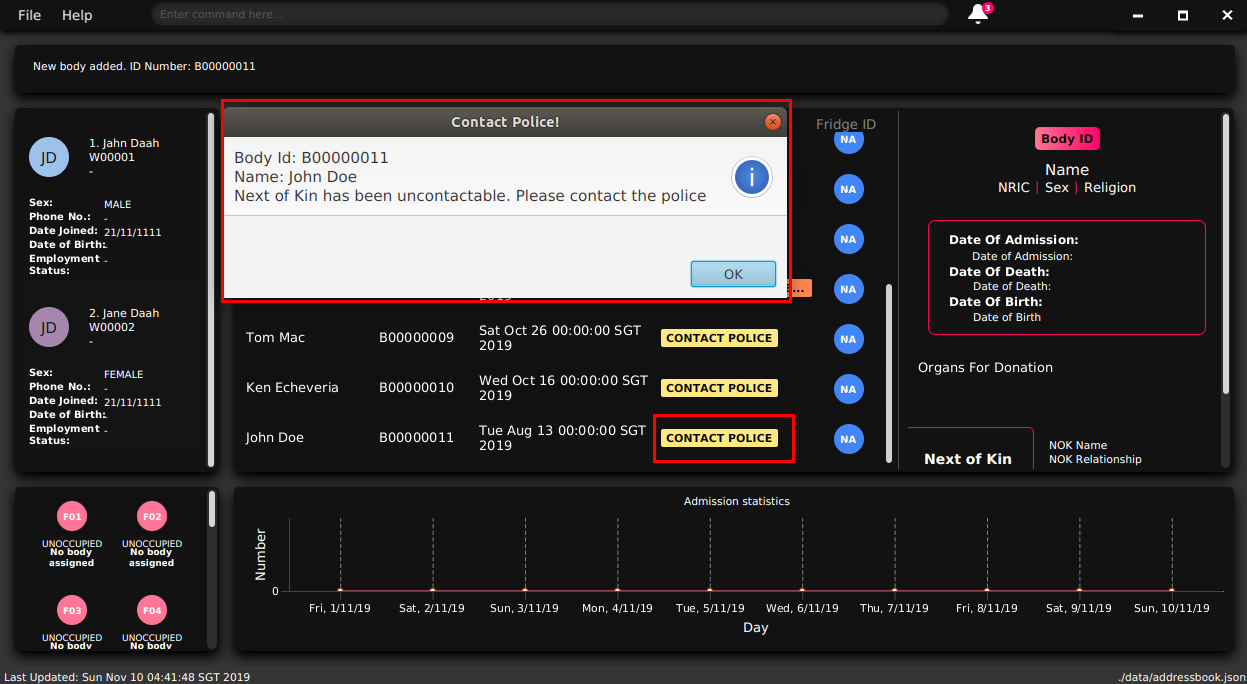 File Help Enter command here... 3
New body added. ID Number: B00000011
JD
1. Jahn Daah
W00001
-
Sex: MALE
Phone No.: -
Date Joined: 21/11/1111
Date of Birth: -
Employment -
Status:
JD
2. Jane Daah
W00002
-
Sex: FEMALE
Phone No.: -
Date Joined: 21/11/1111
Date of Birth: -
Employment -
Status:
Contact Police!
Body Id: B00000011
Name: John Doe
Next of Kin has been uncontactable. Please contact the police
i
OK
Fridge ID
NA
NA
NA
... NA
2019
Tom Mac B00000009 Sat Oct 26 00:00:00 SGT 2019 CONTACT POLICE NA
Ken Echeveria B00000010 Wed Oct 16 00:00:00 SGT 2019 CONTACT POLICE NA
John Doe B00000011 Tue Aug 13 00:00:00 SGT 2019 CONTACT POLICE NA
Body ID
Name
NRIC | Sex | Religion
Date Of Admission:
Date of Admission:
Date Of Death:
Date of Death:
Date Of Birth:
Date of Birth
Organs For Donation
Next of Kin
NOK Name
NOK Relationship
F01 F02
UNOCCUPIED UNOCCUPIED
No body No body
assigned assigned
F03 F04
UNOCCUPIED UNOCCUPIED
No body No body
Admission statistics
Number
0
Fri, 1/11/19 Sat, 2/11/19 Sun, 3/11/19 Mon, 4/11/19 Tue, 5/11/19 Wed, 6/11/19 Thu, 7/11/19 Fri, 8/11/19 Sat, 9/11/19 Sun, 10/11/19
Day
Last Updated: Sun Nov 10 04:41:48 SGT 2019 ./data/addressbook.json